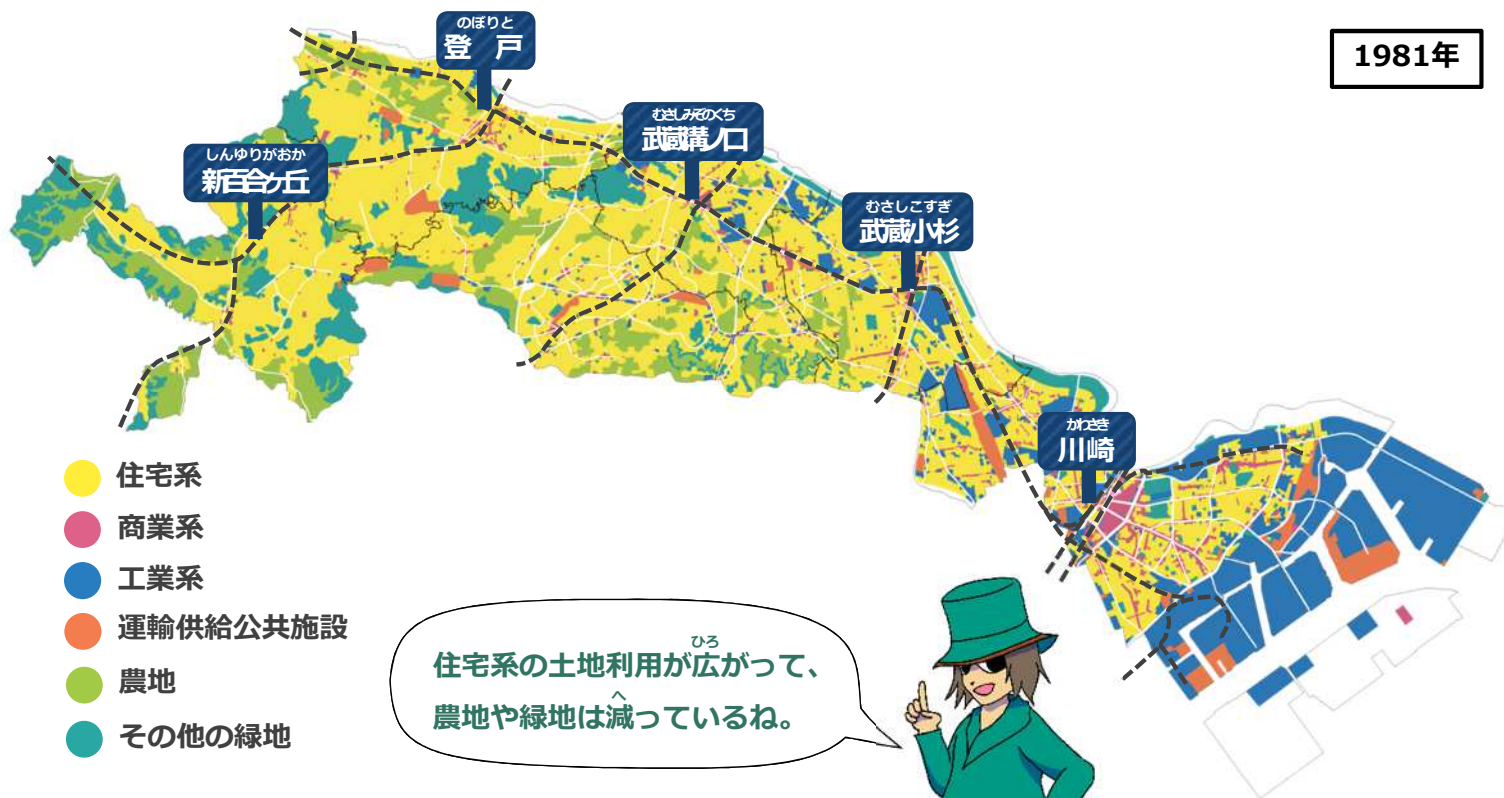 1981年
のぼりと
登戸
むさしみぞのくち
武蔵溝ノ口
しんゆりがおか
新百合ヶ丘
むさしこすぎ
武蔵小杉
かわさき
川崎
住宅系
商業系
工業系
運輸供給公共施設
農地
その他の緑地
ひろ
住宅系の土地利用が広がって、
へ
農地や緑地は減っているね。